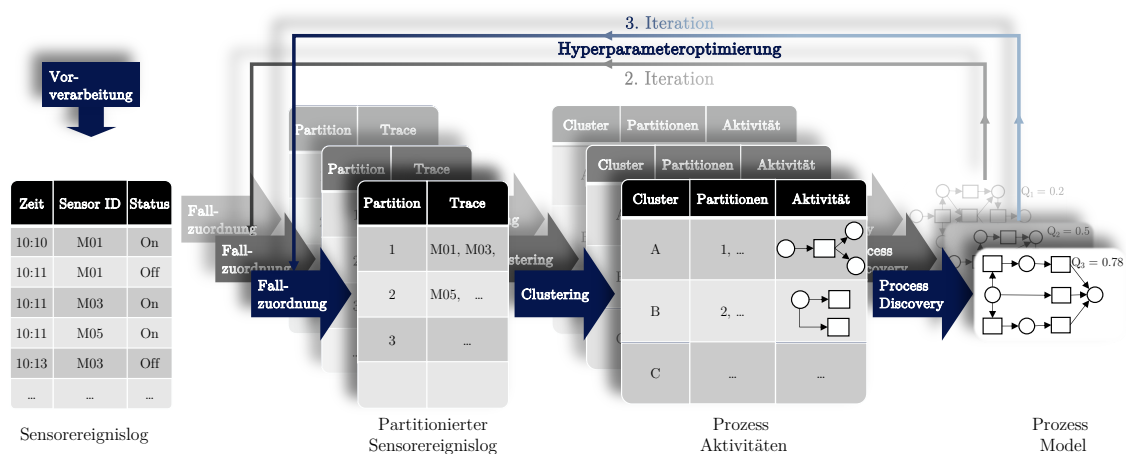 3. Iteration
Hyperparameteroptimierung
2. Iteration
Vor-
verarbeitung
Zeit Sensor ID Status
10:10 M01 On
10:11 M01 Off
10:11 M03 On
10:11 M05 On
10:13 M03 Off
... ... ...
Sensorereignislog
Fall-
zuordnung
Fall-
zuordnung
Fall-
zuordnung
Partition Trace
Partition Trace
Partition Trace
1 M01, M03,
2 M05, ...
3 ...
Partitionierter
Sensorereignislog
Clustering
Cluster Partitionen Aktivität
Cluster Partitionen Aktivität
Cluster Partitionen Aktivität
A 1, ...
B 2, ...
C ... ...
Prozess
Aktivitäten
Process
Discovery
Q₁ = 0.2
Q₂ = 0.5
Q₃ = 0.78
Prozess
Model